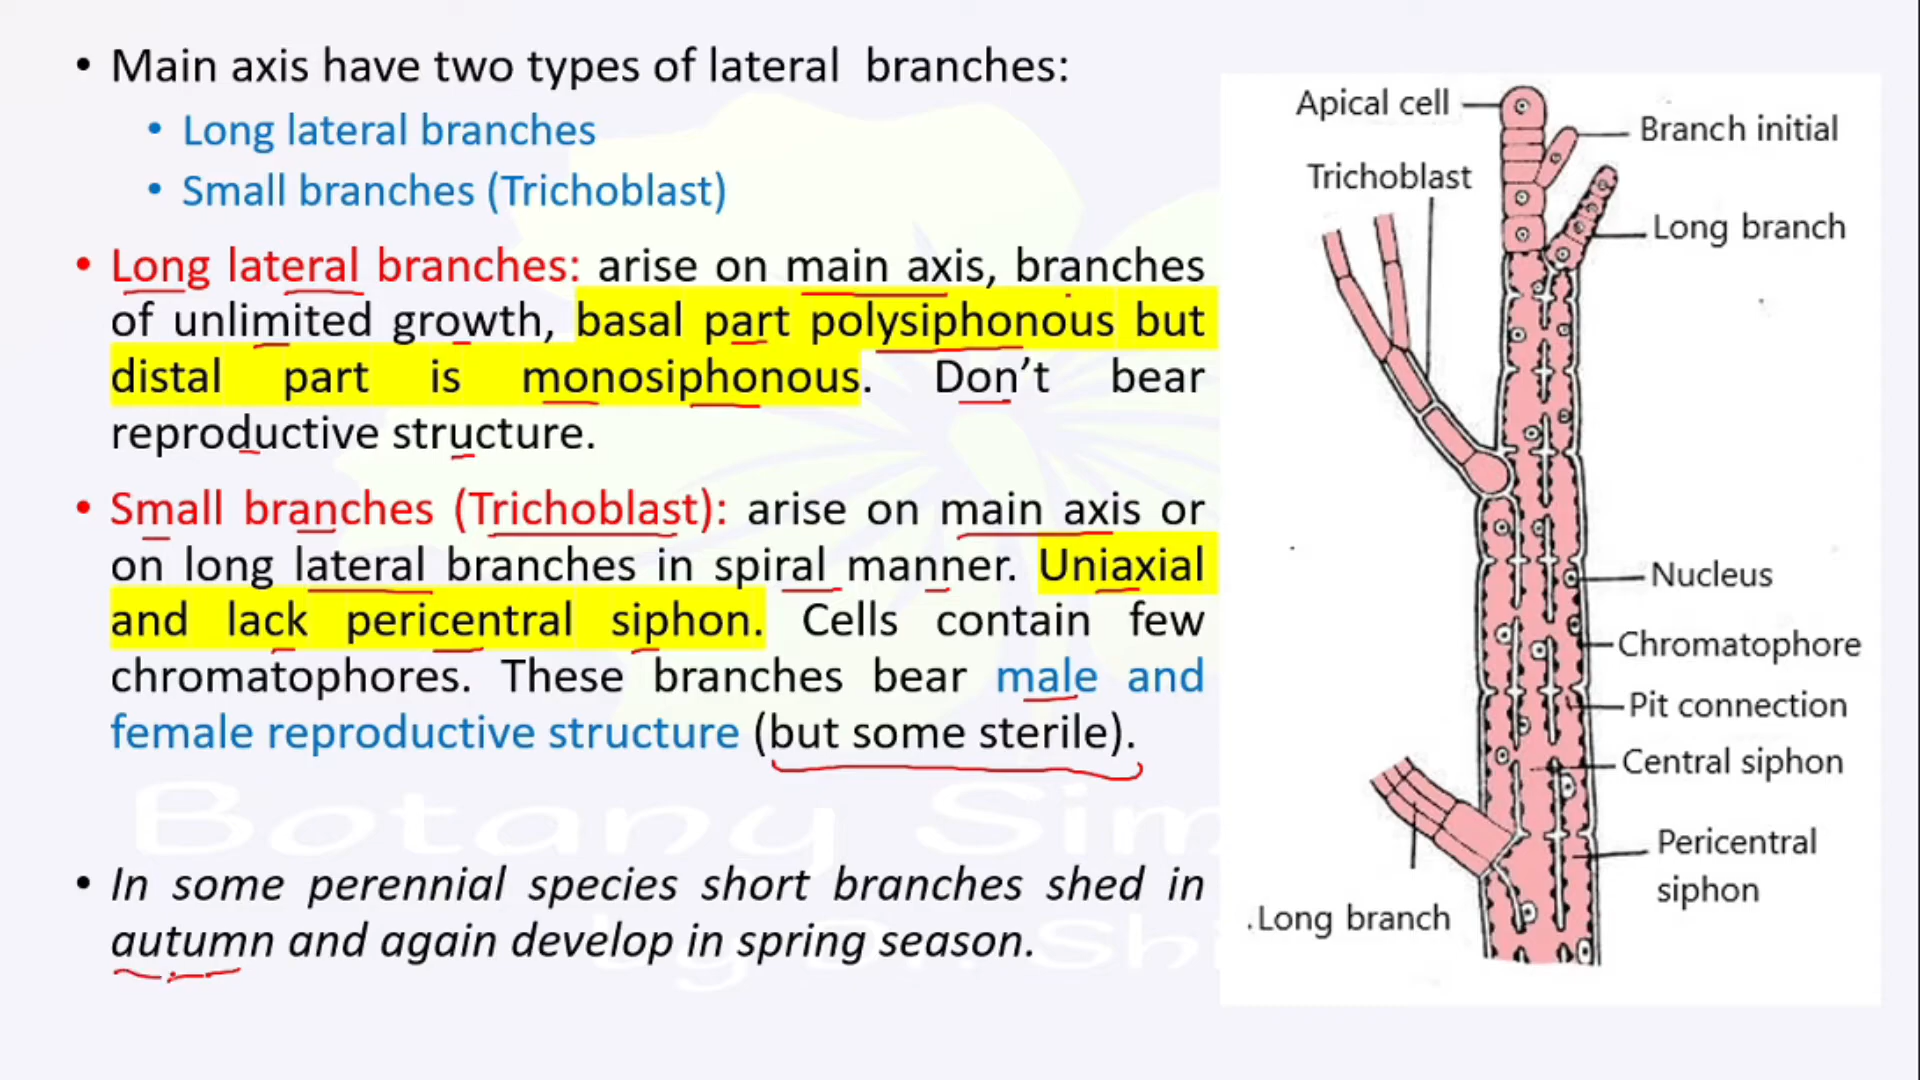 • Main axis have two types of lateral branches:
• Long lateral branches
• Small branches (Trichoblast)
• Long lateral branches: arise on main axis, branches
of unlimited growth, basal part polysiphonous but
distal part is monosiphonous. Don't bear
reproductive structure.
• Small branches (Trichoblast): arise on main axis or
on long lateral branches in spiral manner. Uniaxial
and lack pericentral siphon. Cells contain few
chromatophores. These branches bear male and
female reproductive structure (but some sterile).
• In some perennial species short branches shed in
autumn and again develop in spring season.
Apical cell
Branch initial
Trichoblast
Long branch
Nucleus
Chromatophore
Pit connection
Central siphon
Pericentral
siphon
Long branch
Botany Sim
by D
Shi